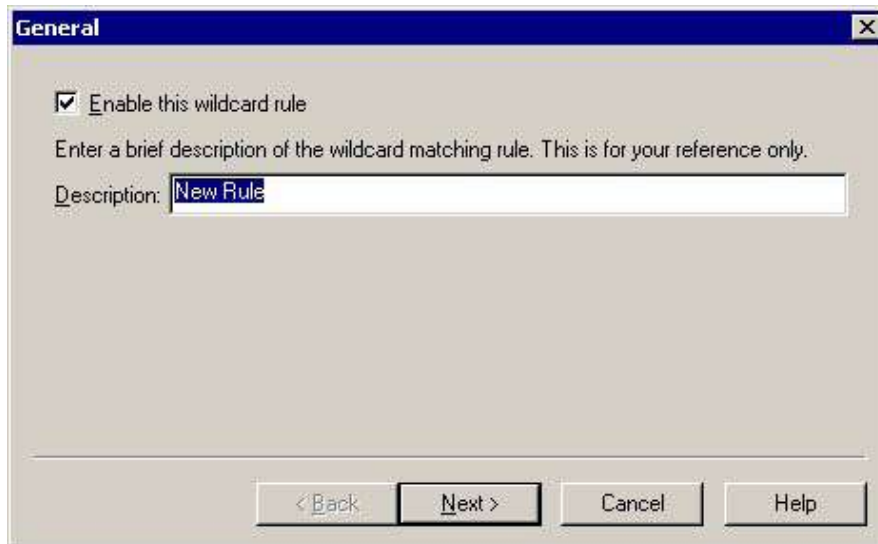 General
Enable this wildcard rule
Enter a brief description of the wildcard matching rule. This is for your reference only.
Description: New Rule
< Back Next > Cancel Help